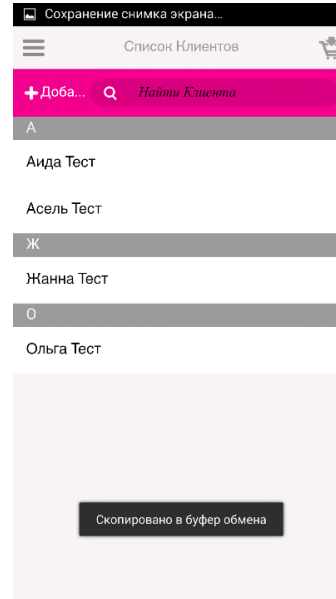 Сохранение снимка экрана...
Список Клиентов
Доба... Найти Клиента
А
Аида Тест
Асель Тест
Ж
Жанна Тест
О
Ольга Тест
Скопировано в буфер обмена